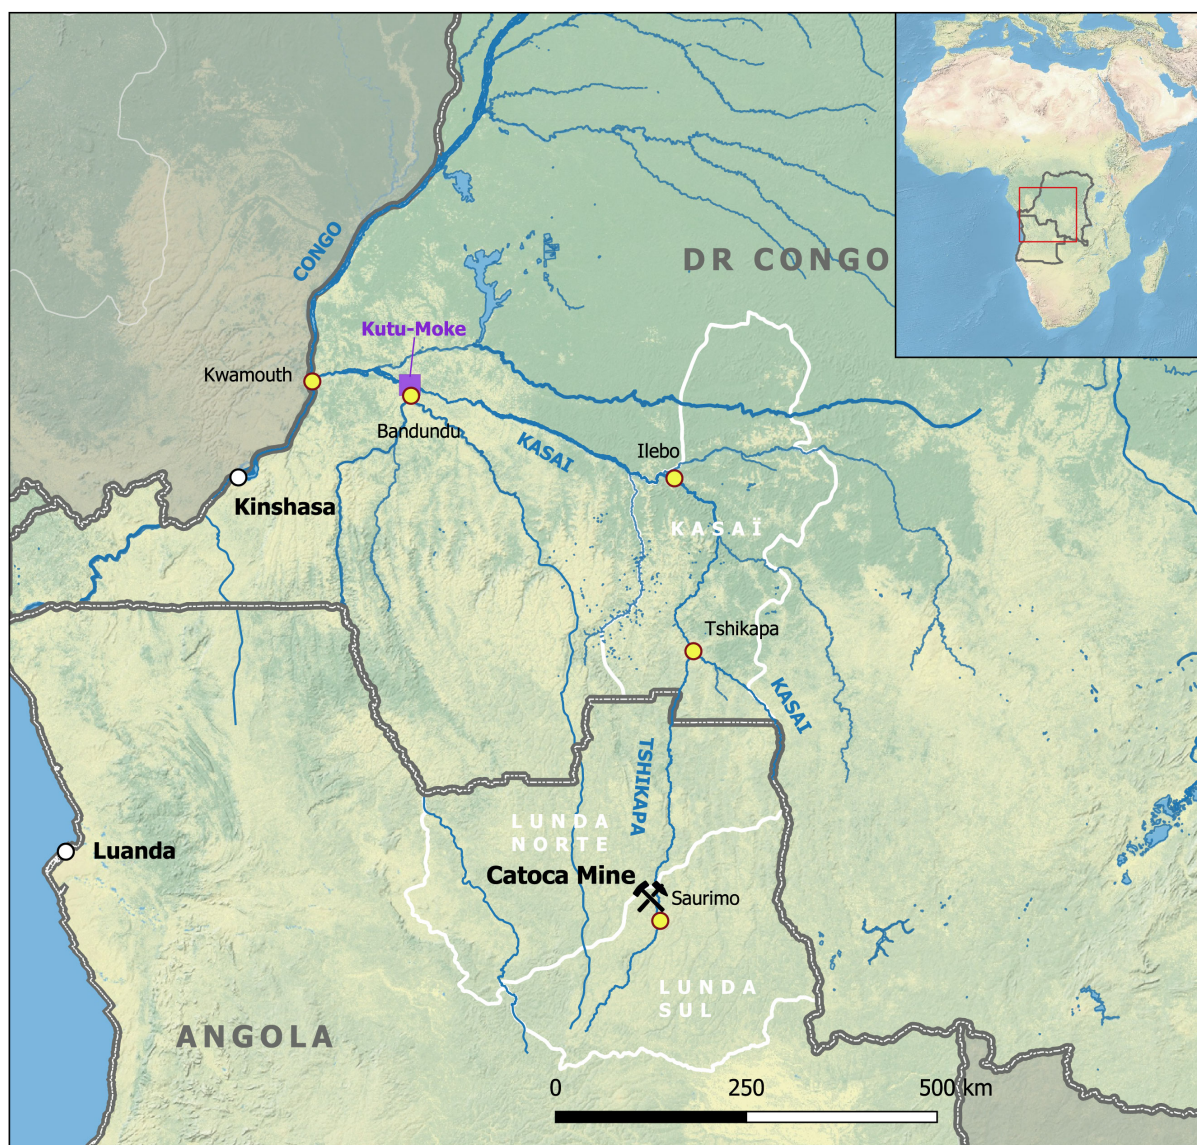 CONGO
DR CONGO
Kutu-Moke
Kwamouth
Bandundu
KASAI
Ilebo
Kinshasa
KASAÏ
Tshikapa
KASAI
TSHIKAPA
LUNDA
NORTE
Luanda
Catoca Mine
Saurimo
LUNDA
SUL
ANGOLA
0 250 500 km